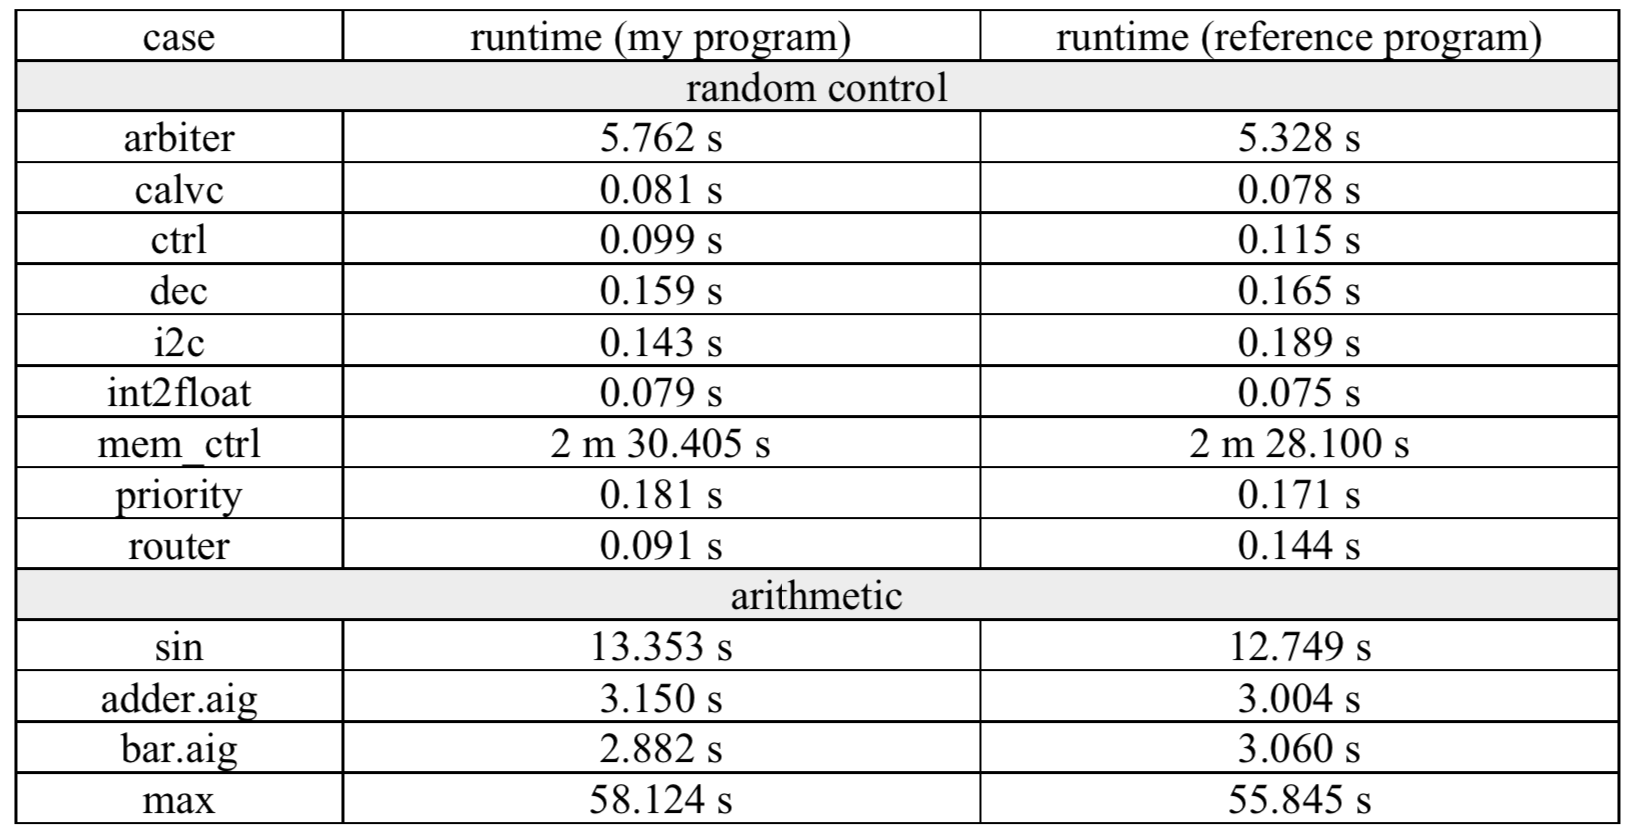 case runtime (my program) runtime (reference program)
random control
arbiter 5.762 s 5.328 s
calvc 0.081 s 0.078 s
ctrl 0.099 s 0.115 s
dec 0.159 s 0.165 s
i2c 0.143 s 0.189 s
int2float 0.079 s 0.075 s
mem_ctrl 2 m 30.405 s 2 m 28.100 s
priority 0.181 s 0.171 s
router 0.091 s 0.144 s
arithmetic
sin 13.353 s 12.749 s
adder.aig 3.150 s 3.004 s
bar.aig 2.882 s 3.060 s
max 58.124 s 55.845 s